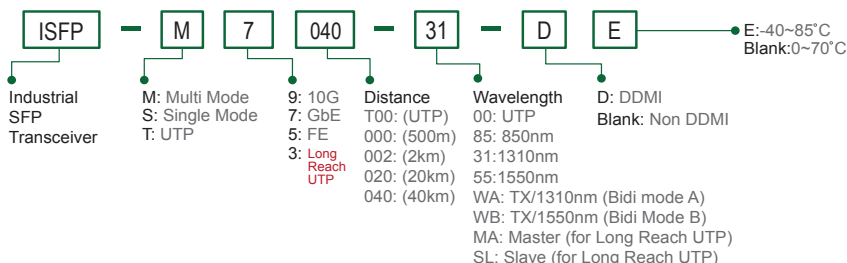 ISFP - M 7 040 - 31 - D E
E:-40~85˚C
Blank:0~70˚C
Industrial
SFP
Transceiver
M: Multi Mode
S: Single Mode
T: UTP
9: 10G
7: GbE
5: FE
3: Long
Reach
UTP
Distance
T00: (UTP)
000: (500m)
002: (2km)
020: (20km)
040: (40km)
Wavelength
00: UTP
85: 850nm
31:1310nm
55:1550nm
WA: TX/1310nm (Bidi mode A)
WB: TX/1550nm (Bidi Mode B)
MA: Master (for Long Reach UTP)
SL: Slave (for Long Reach UTP)
D: DDMI
Blank: Non DDMI